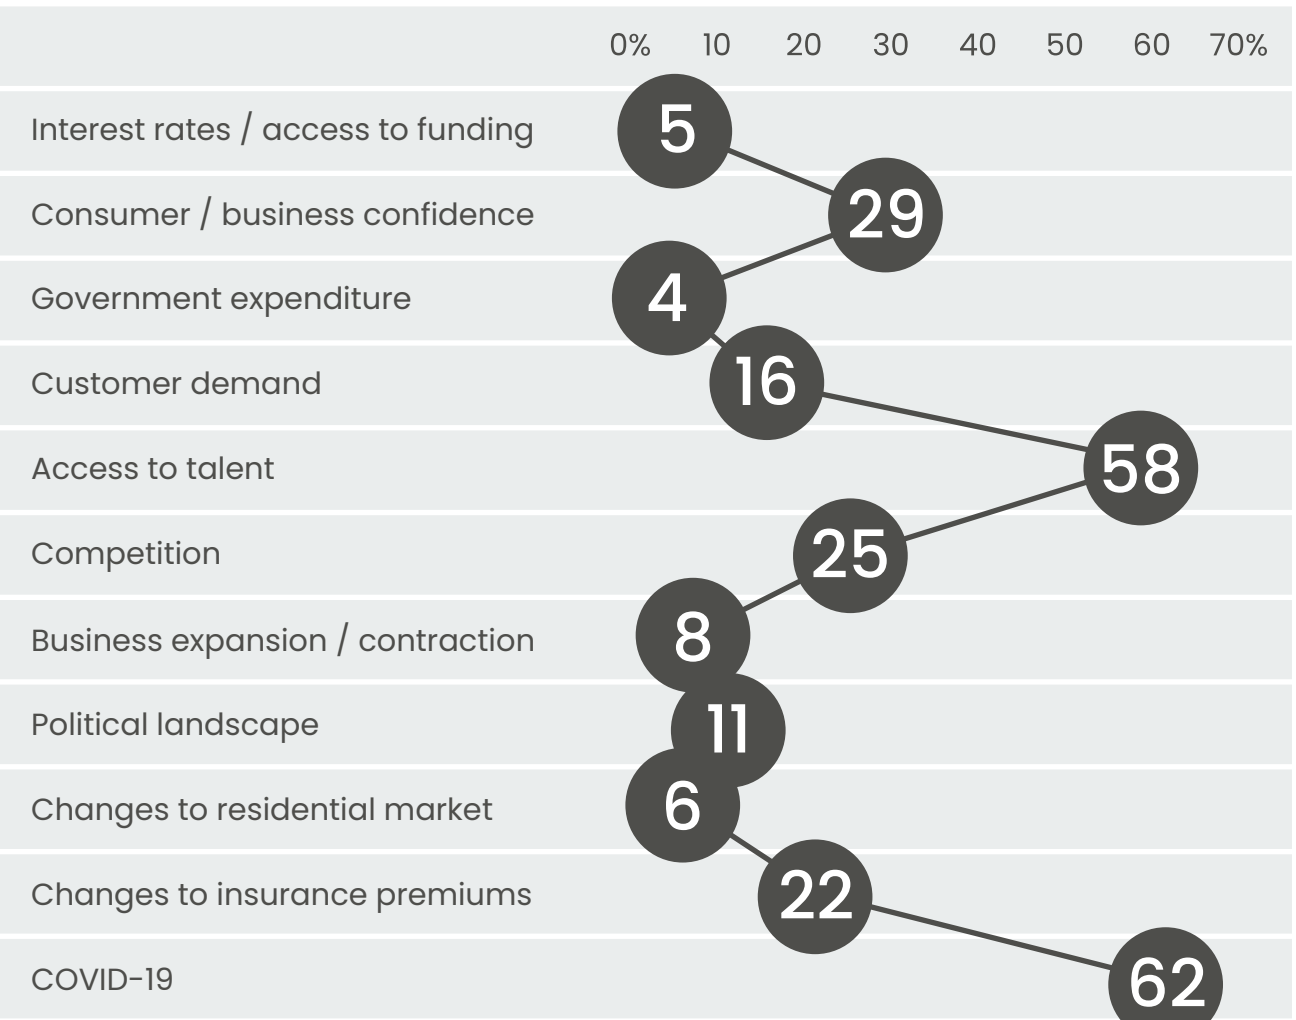 0% 10 20 30 40 50 60 70%
Interest rates / access to funding 5
Consumer / business confidence 29
Government expenditure 4
Customer demand 16
Access to talent 58
Competition 25
Business expansion / contraction 8
Political landscape 11
Changes to residential market 6
Changes to insurance premiums 22
COVID-19 62